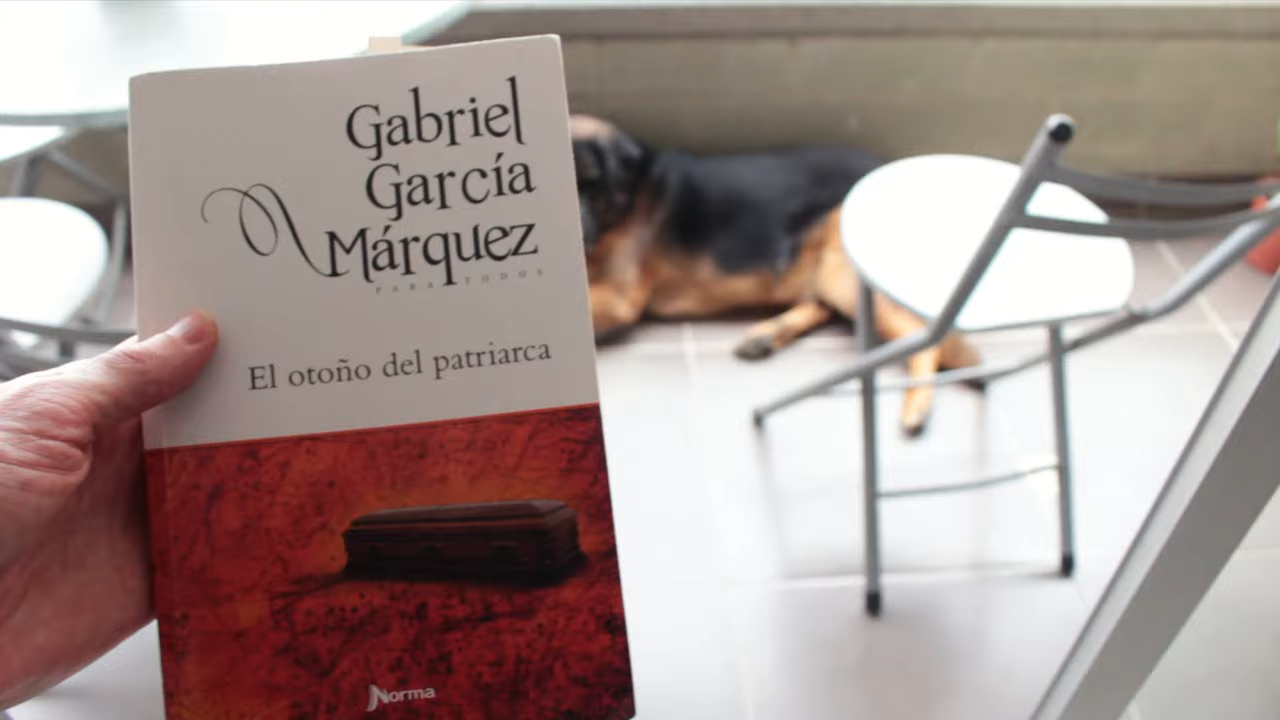 Gabriel
García
Márquez
PARA TODOS
El otoño del patriarca
Norma